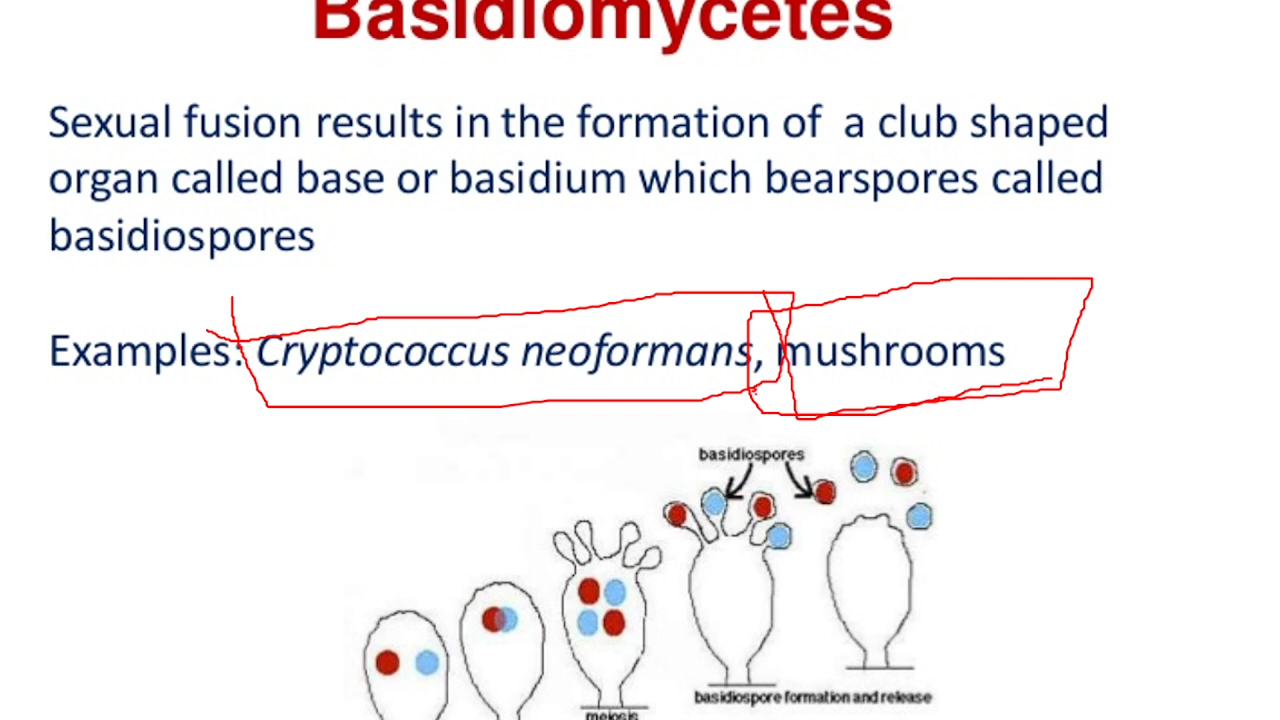 Basidiomycetes
Sexual fusion results in the formation of a club shaped
organ called base or basidium which bearspores called
basidiospores
Examples: Cryptococcus neoformans, mushrooms
basidiospores
basidiospore formation and release
meiosis